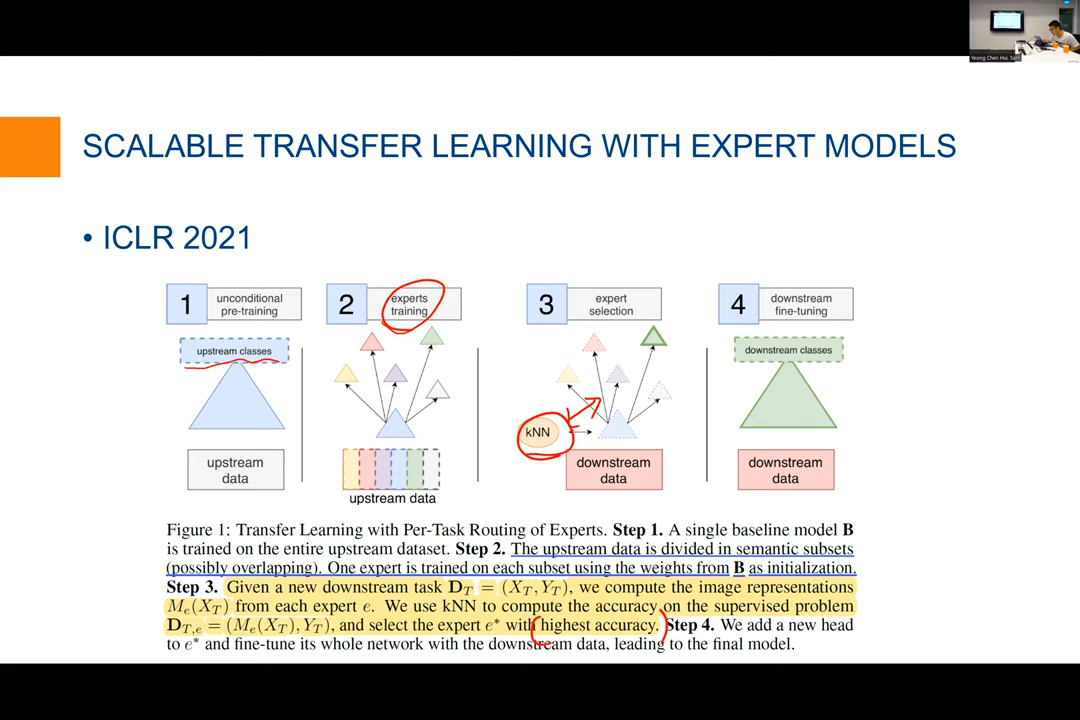 Yeong Chen Hui, Sam
SCALABLE TRANSFER LEARNING WITH EXPERT MODELS
• ICLR 2021
1 unconditional pre-training
upstream classes
upstream data
2 experts training
upstream data
3 expert selection
kNN
downstream data
4 downstream fine-tuning
downstream classes
downstream data
Figure 1: Transfer Learning with Per-Task Routing of Experts. Step 1. A single baseline model B
is trained on the entire upstream dataset. Step 2. The upstream data is divided in semantic subsets
(possibly overlapping). One expert is trained on each subset using the weights from B as initialization.
Step 3. Given a new downstream task D_T = (X_T, Y_T), we compute the image representations
M_e(X_T) from each expert e. We use kNN to compute the accuracy on the supervised problem
D_{T,e} = (M_e(X_T), Y_T), and select the expert e* with highest accuracy. Step 4. We add a new head
to e* and fine-tune its whole network with the downstream data, leading to the final model.